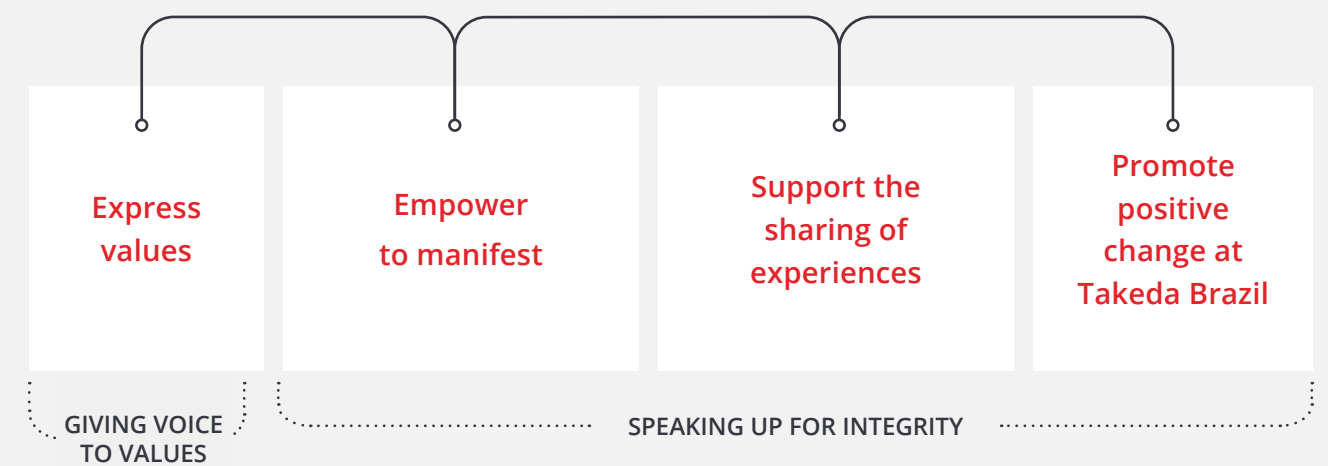 Express
values
Empower
to manifest
Support the
sharing of
experiences
Promote
positive
change at
Takeda Brazil
GIVING VOICE
TO VALUES
SPEAKING UP FOR INTEGRITY